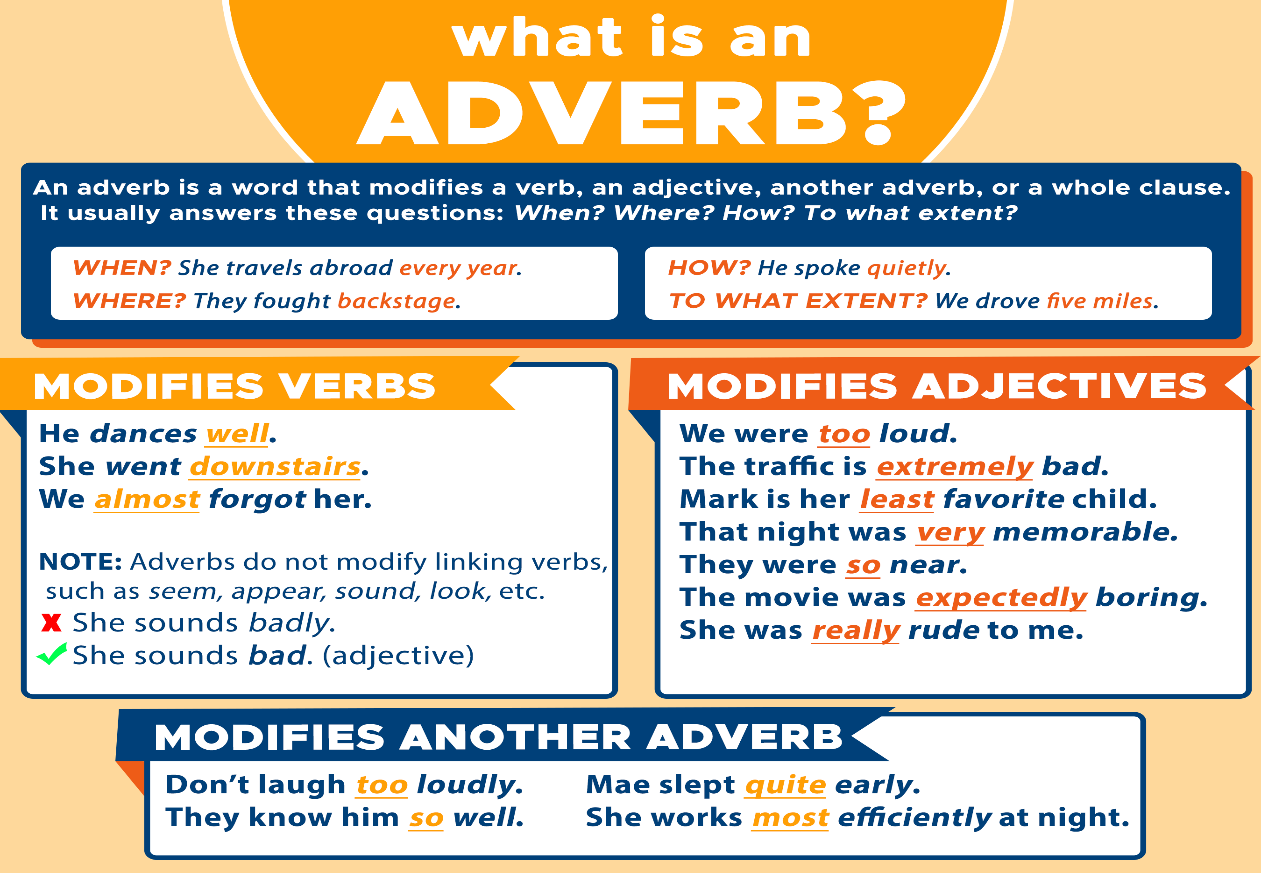 what is an
ADVERB?
An adverb is a word that modifies a verb, an adjective, another adverb, or a whole clause.
It usually answers these questions: When? Where? How? To what extent?
WHEN? She travels abroad every year.
WHERE? They fought backstage.
HOW? He spoke quietly.
TO WHAT EXTENT? We drove five miles.
MODIFIES VERBS
He dances well.
She went downstairs.
We almost forgot her.
NOTE: Adverbs do not modify linking verbs,
such as seem, appear, sound, look, etc.
X She sounds badly.
✓ She sounds bad. (adjective)
MODIFIES ADJECTIVES
We were too loud.
The traffic is extremely bad.
Mark is her least favorite child.
That night was very memorable.
They were so near.
The movie was expectedly boring.
She was really rude to me.
MODIFIES ANOTHER ADVERB
Don't laugh too loudly.
They know him so well.
Mae slept quite early.
She works most efficiently at night.